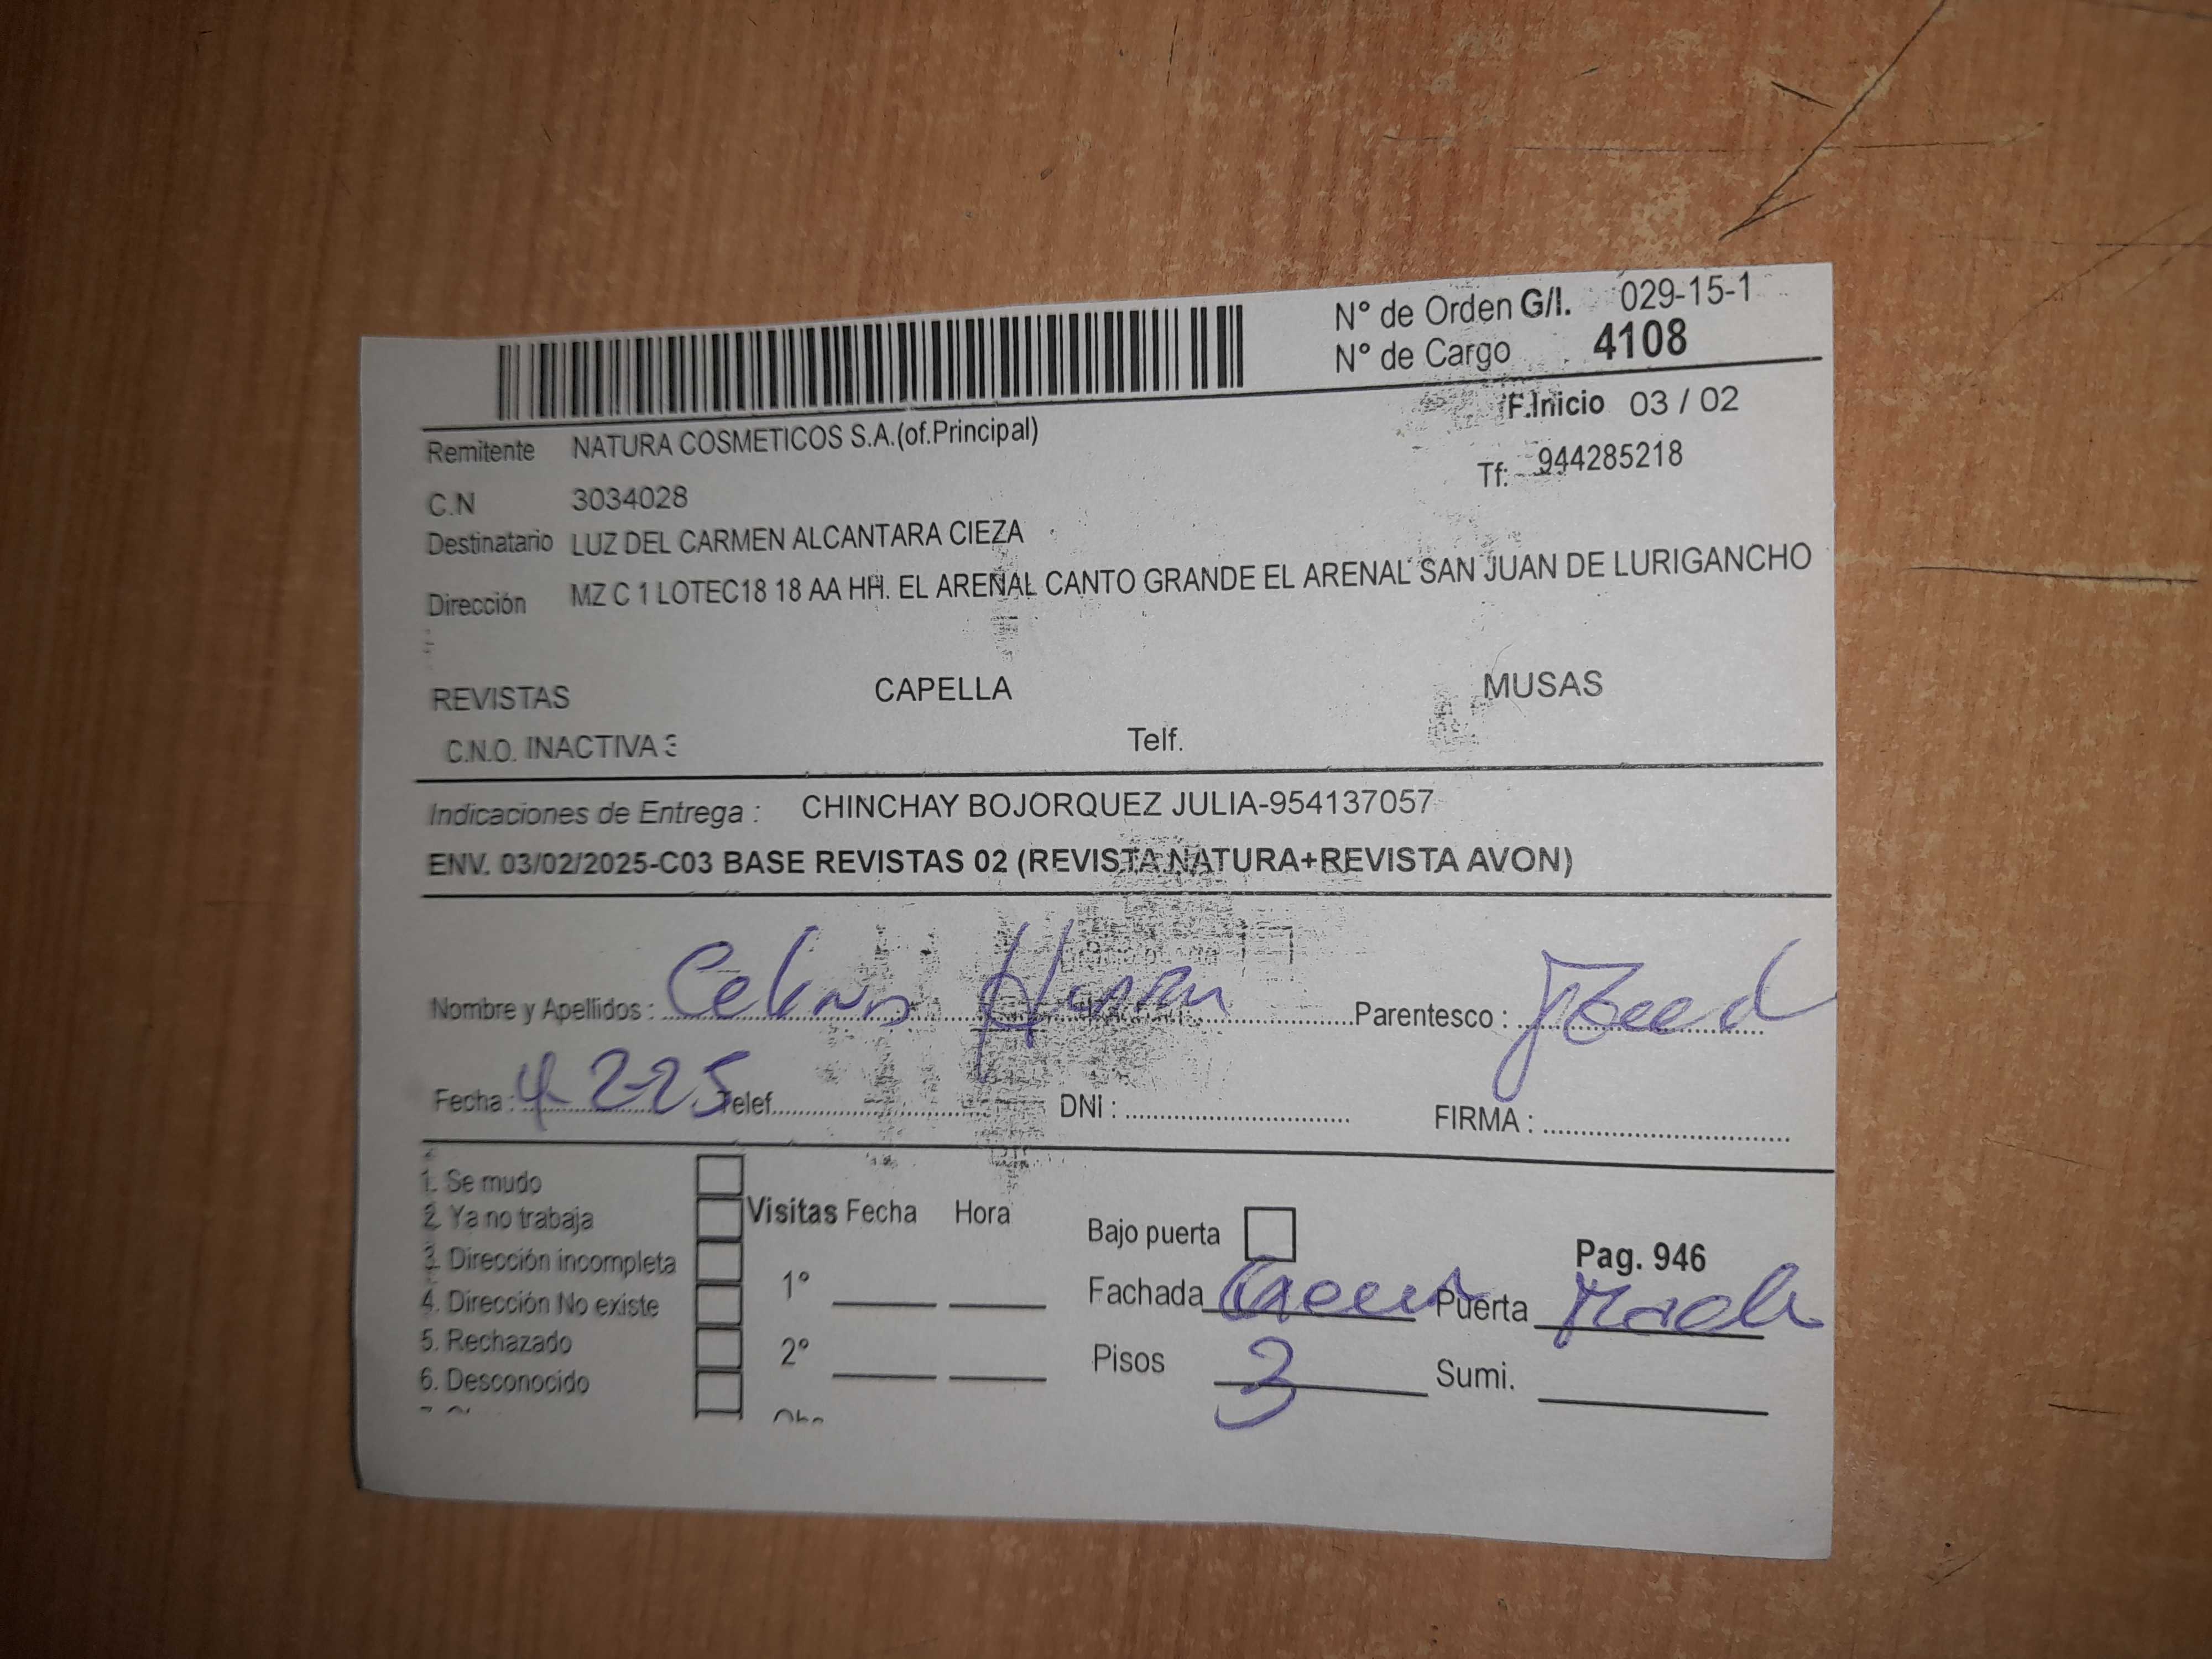 N° de Orden G/I. 029-15-1
N° de Cargo 4108
F.Inicio 03 / 02
Remitente NATURA COSMETICOS S.A.(of.Principal)
Tf: 944285218
C.N 3034028
Destinatario LUZ DEL CARMEN ALCANTARA CIEZA
Dirección MZ C 1 LOTEC18 18 AA HH. EL ARENAL CANTO GRANDE EL ARENAL SAN JUAN DE LURIGANCHO
REVISTAS CAPELLA MUSAS
C.N.O. INACTIVA 3 Telf.
Indicaciones de Entrega : CHINCHAY BOJORQUEZ JULIA-954137057
ENV. 03/02/2025-C03 BASE REVISTAS 02 (REVISTA NATURA+REVISTA AVON)
Nombre y Apellidos : Parentesco :
Fecha : 4-2-25 Telef. DNI : FIRMA :
1. Se mudo
2. Ya no trabaja
3. Dirección incompleta
4. Dirección No existe
5. Rechazado
6. Desconocido
Visitas Fecha Hora
1°
2°
Bajo puerta
Pag. 946
Fachada Puerta
Pisos 3 Sumi.